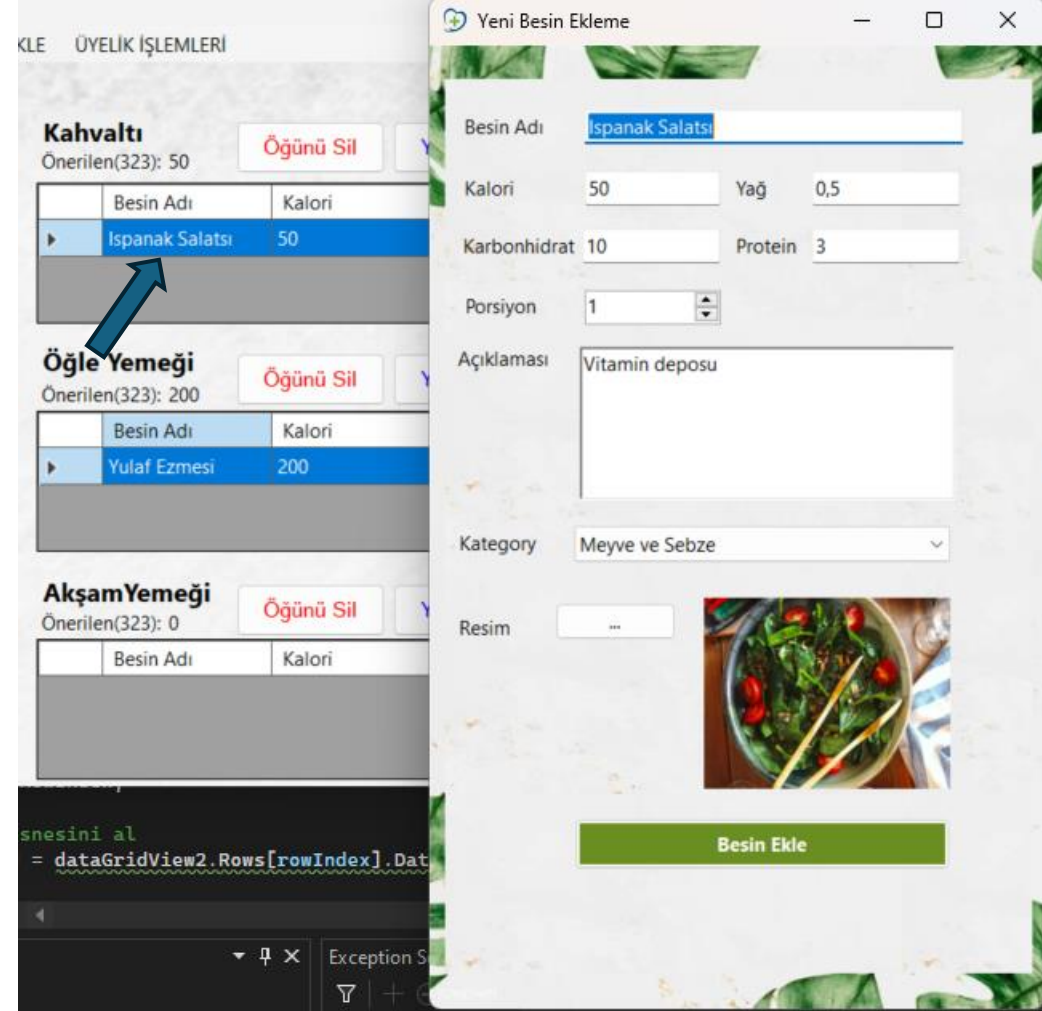 KLE ÜYELİK İŞLEMLERİ
Kahvaltı
Önerilen(323): 50
Öğünü Sil
Y
Besin Adı Kalori
Ispanak Salatsı 50
Öğle Yemeği
Önerilen(323): 200
Öğünü Sil
Y
Besin Adı Kalori
Yulaf Ezmesi 200
AkşamYemeği
Önerilen(323): 0
Öğünü Sil
Y
Besin Adı Kalori
snesini al
= dataGridView2.Rows[rowIndex].Dat
Exception S
Yeni Besin Ekleme
Besin Adı Ispanak Salatsı
Kalori 50 Yağ 0,5
Karbonhidrat 10 Protein 3
Porsiyon 1
Açıklaması Vitamin deposu
Kategory Meyve ve Sebze
Resim ...
Besin Ekle